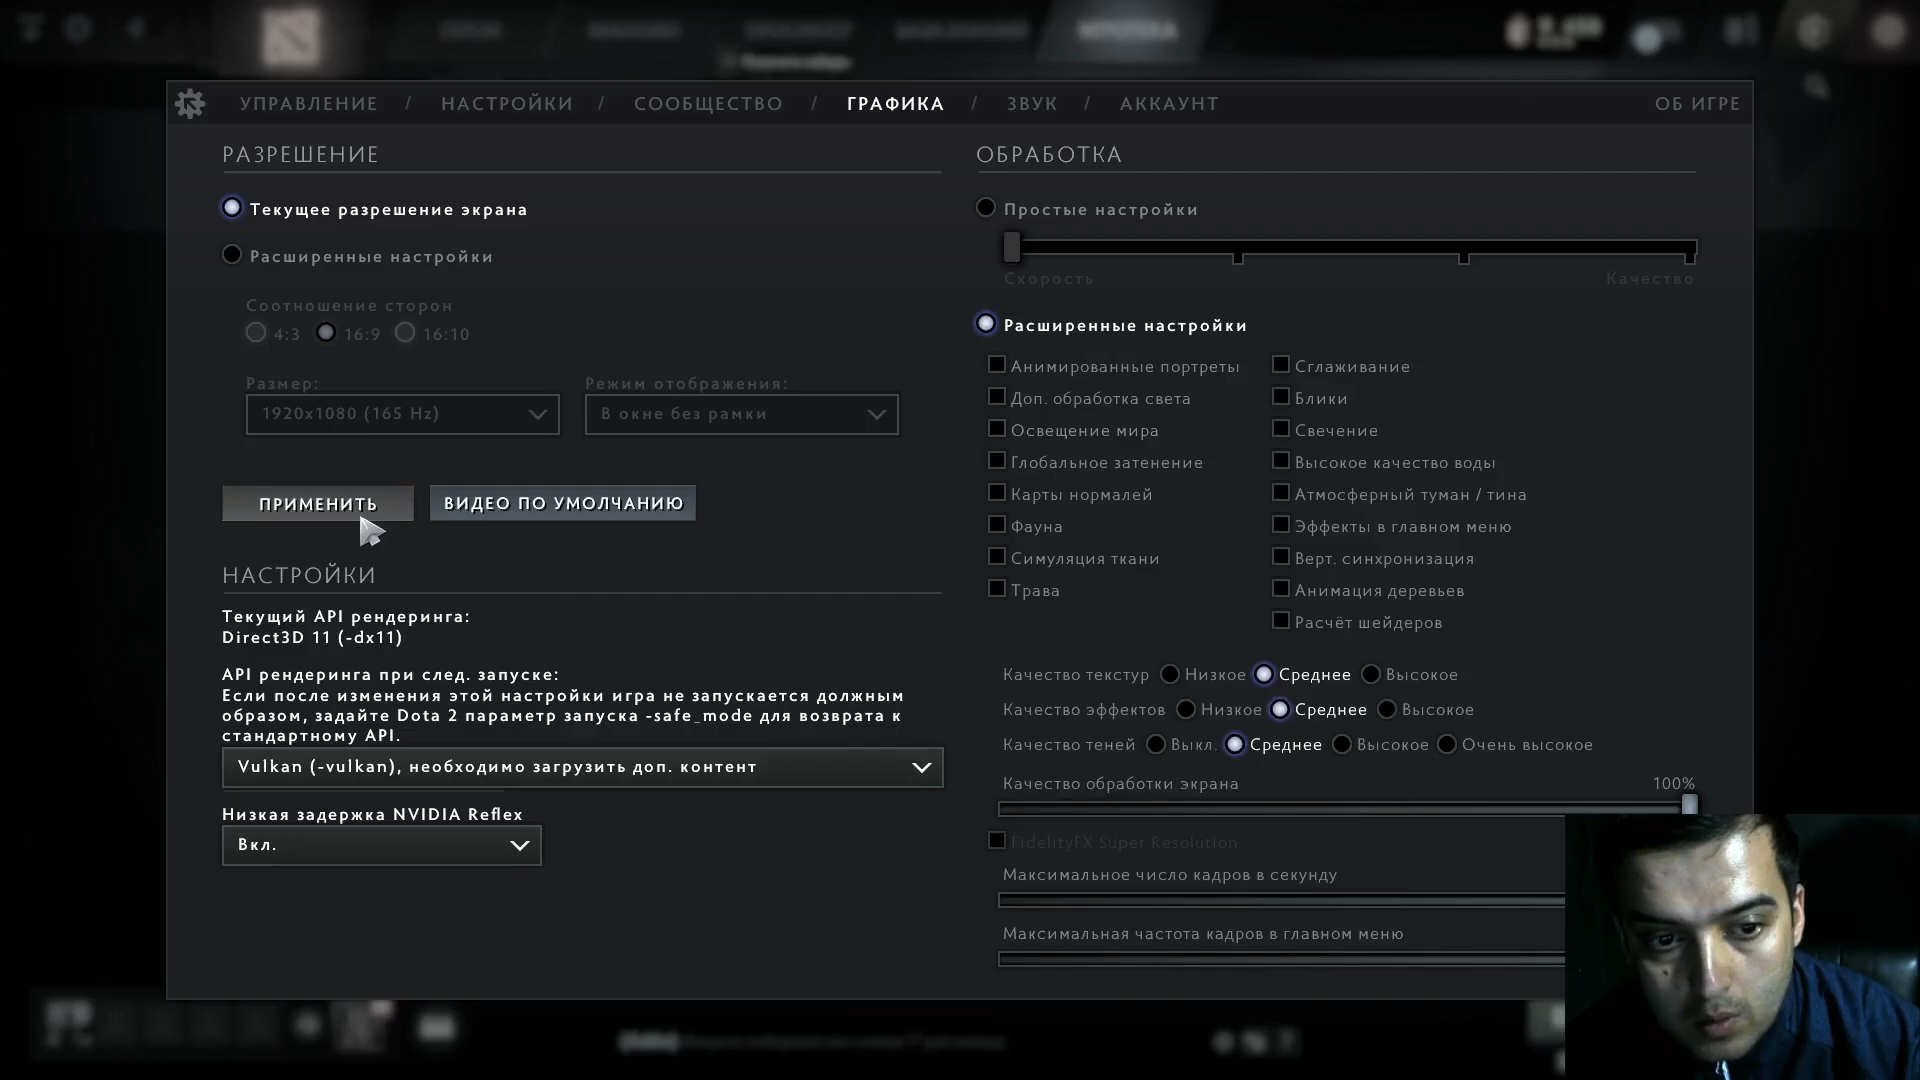 УПРАВЛЕНИЕ / НАСТРОЙКИ / СООБЩЕСТВО / ГРАФИКА / ЗВУК / АККАУНТ ОБ ИГРЕ
РАЗРЕШЕНИЕ
Текущее разрешение экрана
Расширенные настройки
Соотношение сторон
4:3 16:9 16:10
Размер: Режим отображения:
1920x1080 (165 Hz) В окне без рамки
ПРИМЕНИТЬ ВИДЕО ПО УМОЛЧАНИЮ
НАСТРОЙКИ
Текущий API рендеринга:
Direct3D 11 (-dx11)
API рендеринга при след. запуске:
Если после изменения этой настройки игра не запускается должным
образом, задайте Dota 2 параметр запуска -safe_mode для возврата к
стандартному API.
Vulkan (-vulkan), необходимо загрузить доп. контент
Низкая задержка NVIDIA Reflex
Вкл.
ОБРАБОТКА
Простые настройки
Скорость Качество
Расширенные настройки
Анимированные портреты Сглаживание
Доп. обработка света Блики
Освещение мира Свечение
Глобальное затенение Высокое качество воды
Карты нормалей Атмосферный туман / тина
Фауна Эффекты в главном меню
Симуляция ткани Верт. синхронизация
Трава Анимация деревьев
Расчёт шейдеров
Качество текстур Низкое Среднее Высокое
Качество эффектов Низкое Среднее Высокое
Качество теней Выкл. Среднее Высокое Очень высокое
Качество обработки экрана 100%
FidelityFX Super Resolution
Максимальное число кадров в секунду
Максимальная частота кадров в главном меню